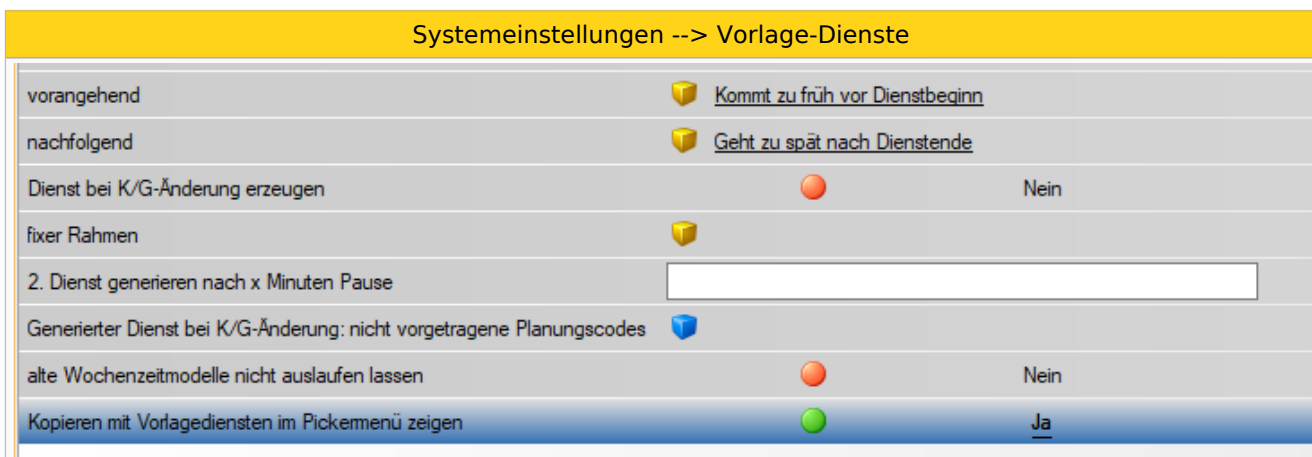 Systemeinstellungen --> Vorlage-Dienste
vorangehend Kommt zu früh vor Dienstbeginn
nachfolgend Geht zu spät nach Dienstende
Dienst bei K/G-Änderung erzeugen Nein
fixer Rahmen
2. Dienst generieren nach x Minuten Pause
Generierter Dienst bei K/G-Änderung: nicht vorgetragene Planungscodes
alte Wochenzeitmodelle nicht auslaufen lassen Nein
Kopieren mit Vorlagediensten im Pickermenü zeigen Ja